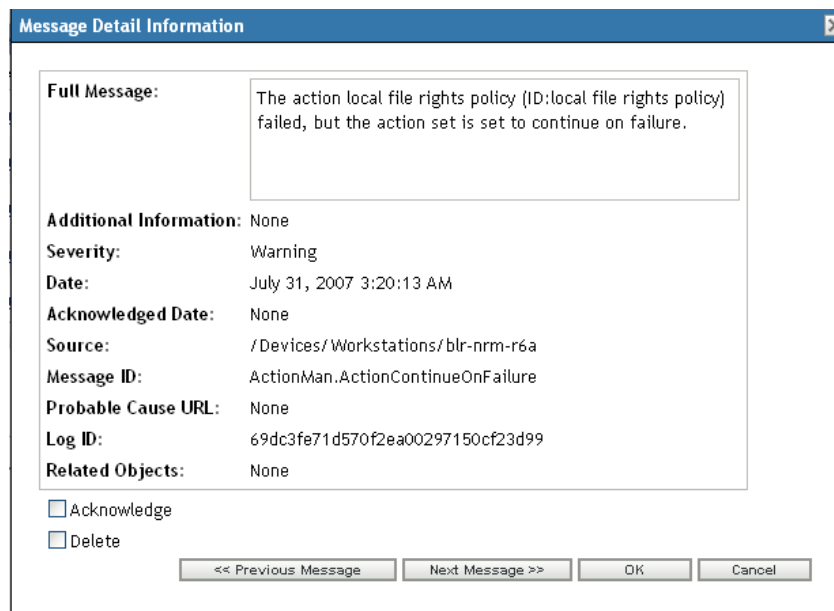 Message Detail Information
Full Message:
The action local file rights policy (ID:local file rights policy)
failed, but the action set is set to continue on failure.
Additional Information: None
Severity: Warning
Date: July 31, 2007 3:20:13 AM
Acknowledged Date: None
Source: /Devices/Workstations/blr-nrm-r6a
Message ID: ActionMan.ActionContinueOnFailure
Probable Cause URL: None
Log ID: 69dc3fe71d570f2ea00297150cf23d99
Related Objects: None
Acknowledge
Delete
<< Previous Message Next Message >> OK Cancel